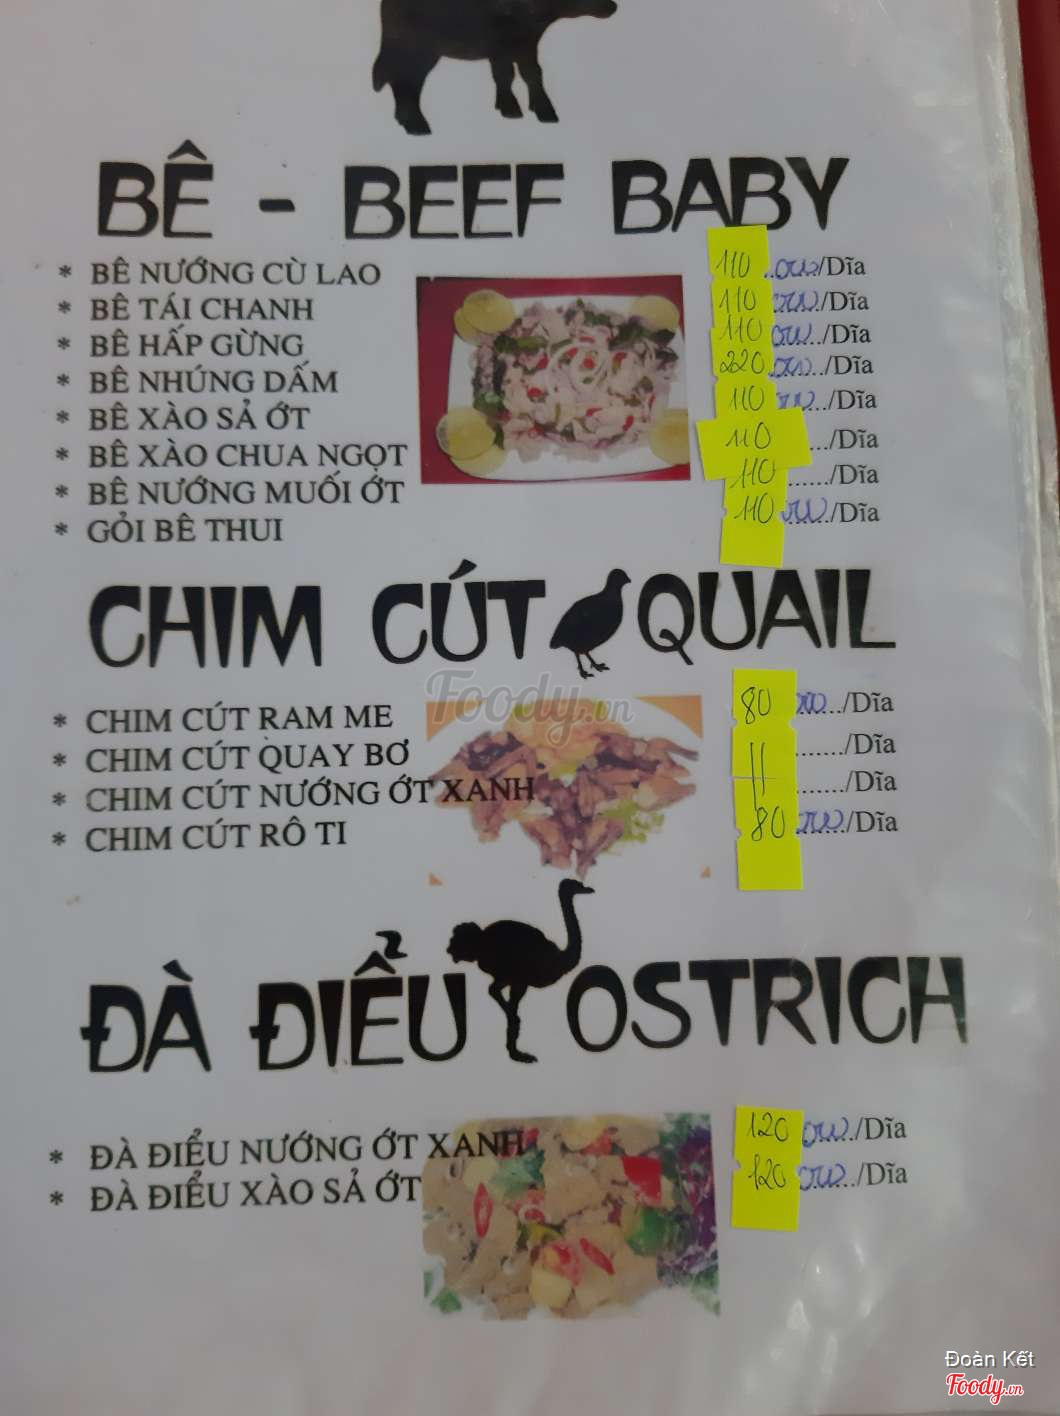 BÊ - BEEF BABY
* BÊ NƯỚNG CÙ LAO 110 /Dĩa
* BÊ TÁI CHANH 110 /Dĩa
* BÊ HẤP GỪNG 110 /Dĩa
* BÊ NHÚNG DẤM 220 /Dĩa
* BÊ XÀO SẢ ỚT 110 /Dĩa
* BÊ XÀO CHUA NGỌT 110 /Dĩa
* BÊ NƯỚNG MUỐI ỚT 110 /Dĩa
* GỎI BÊ THUI 110 /Dĩa
CHIM CÚT QUAIL
Foody.vn
* CHIM CÚT RAM ME 80 /Dĩa
* CHIM CÚT QUAY BƠ " /Dĩa
* CHIM CÚT NƯỚNG ỚT XANH /Dĩa
* CHIM CÚT RÔ TI 80 /Dĩa
ĐÀ ĐIỂU OSTRICH
* ĐÀ ĐIỂU NƯỚNG ỚT XANH 120 /Dĩa
* ĐÀ ĐIỂU XÀO SẢ ỚT 120 /Dĩa
Đoàn Kết
Foody.vn